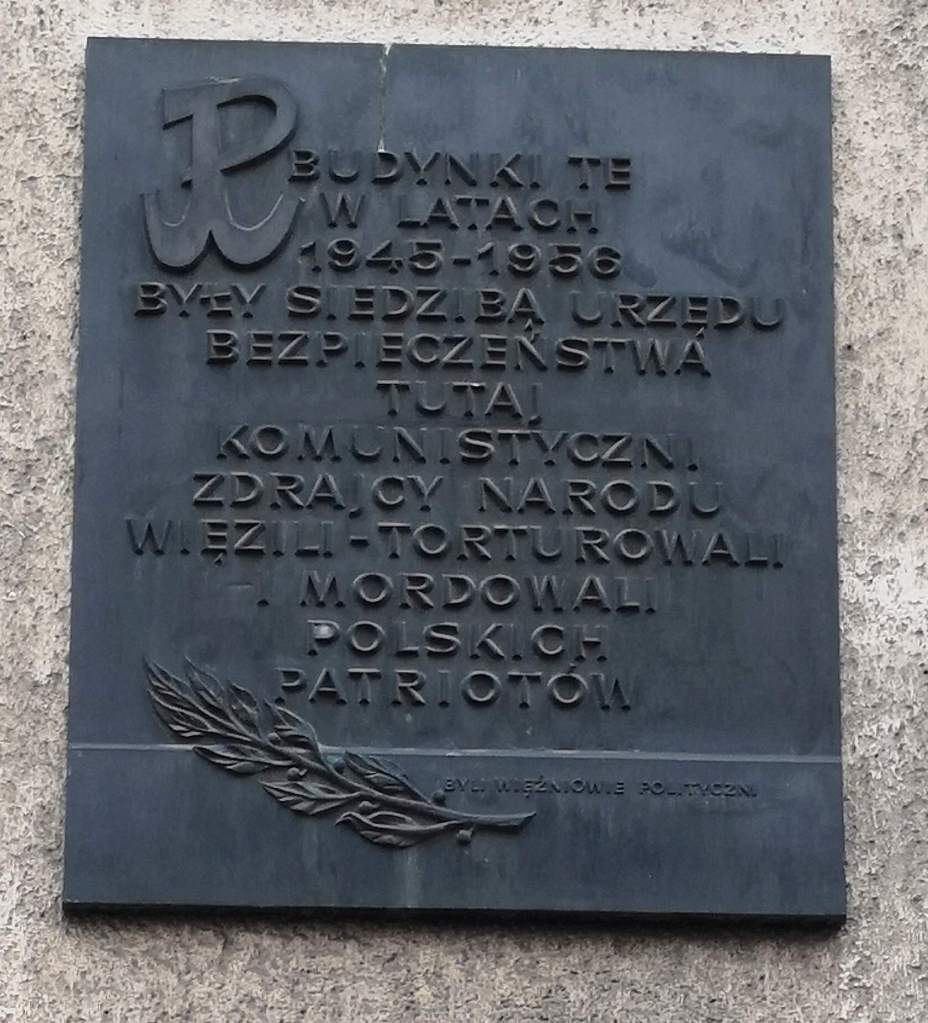 BUDYNKI TE
W LATACH
1945-1956
BYŁY SIEDZIBĄ URZĘDU
BEZPIECZEŃSTWA
TUTAJ
KOMUNISTYCZNI
ZDRAJCY NARODU
WIĘZILI-TORTUROWALI
I MORDOWALI
POLSKICH
PATRIOTÓW
BYLI WIĘŹNIOWIE POLITYCZNI